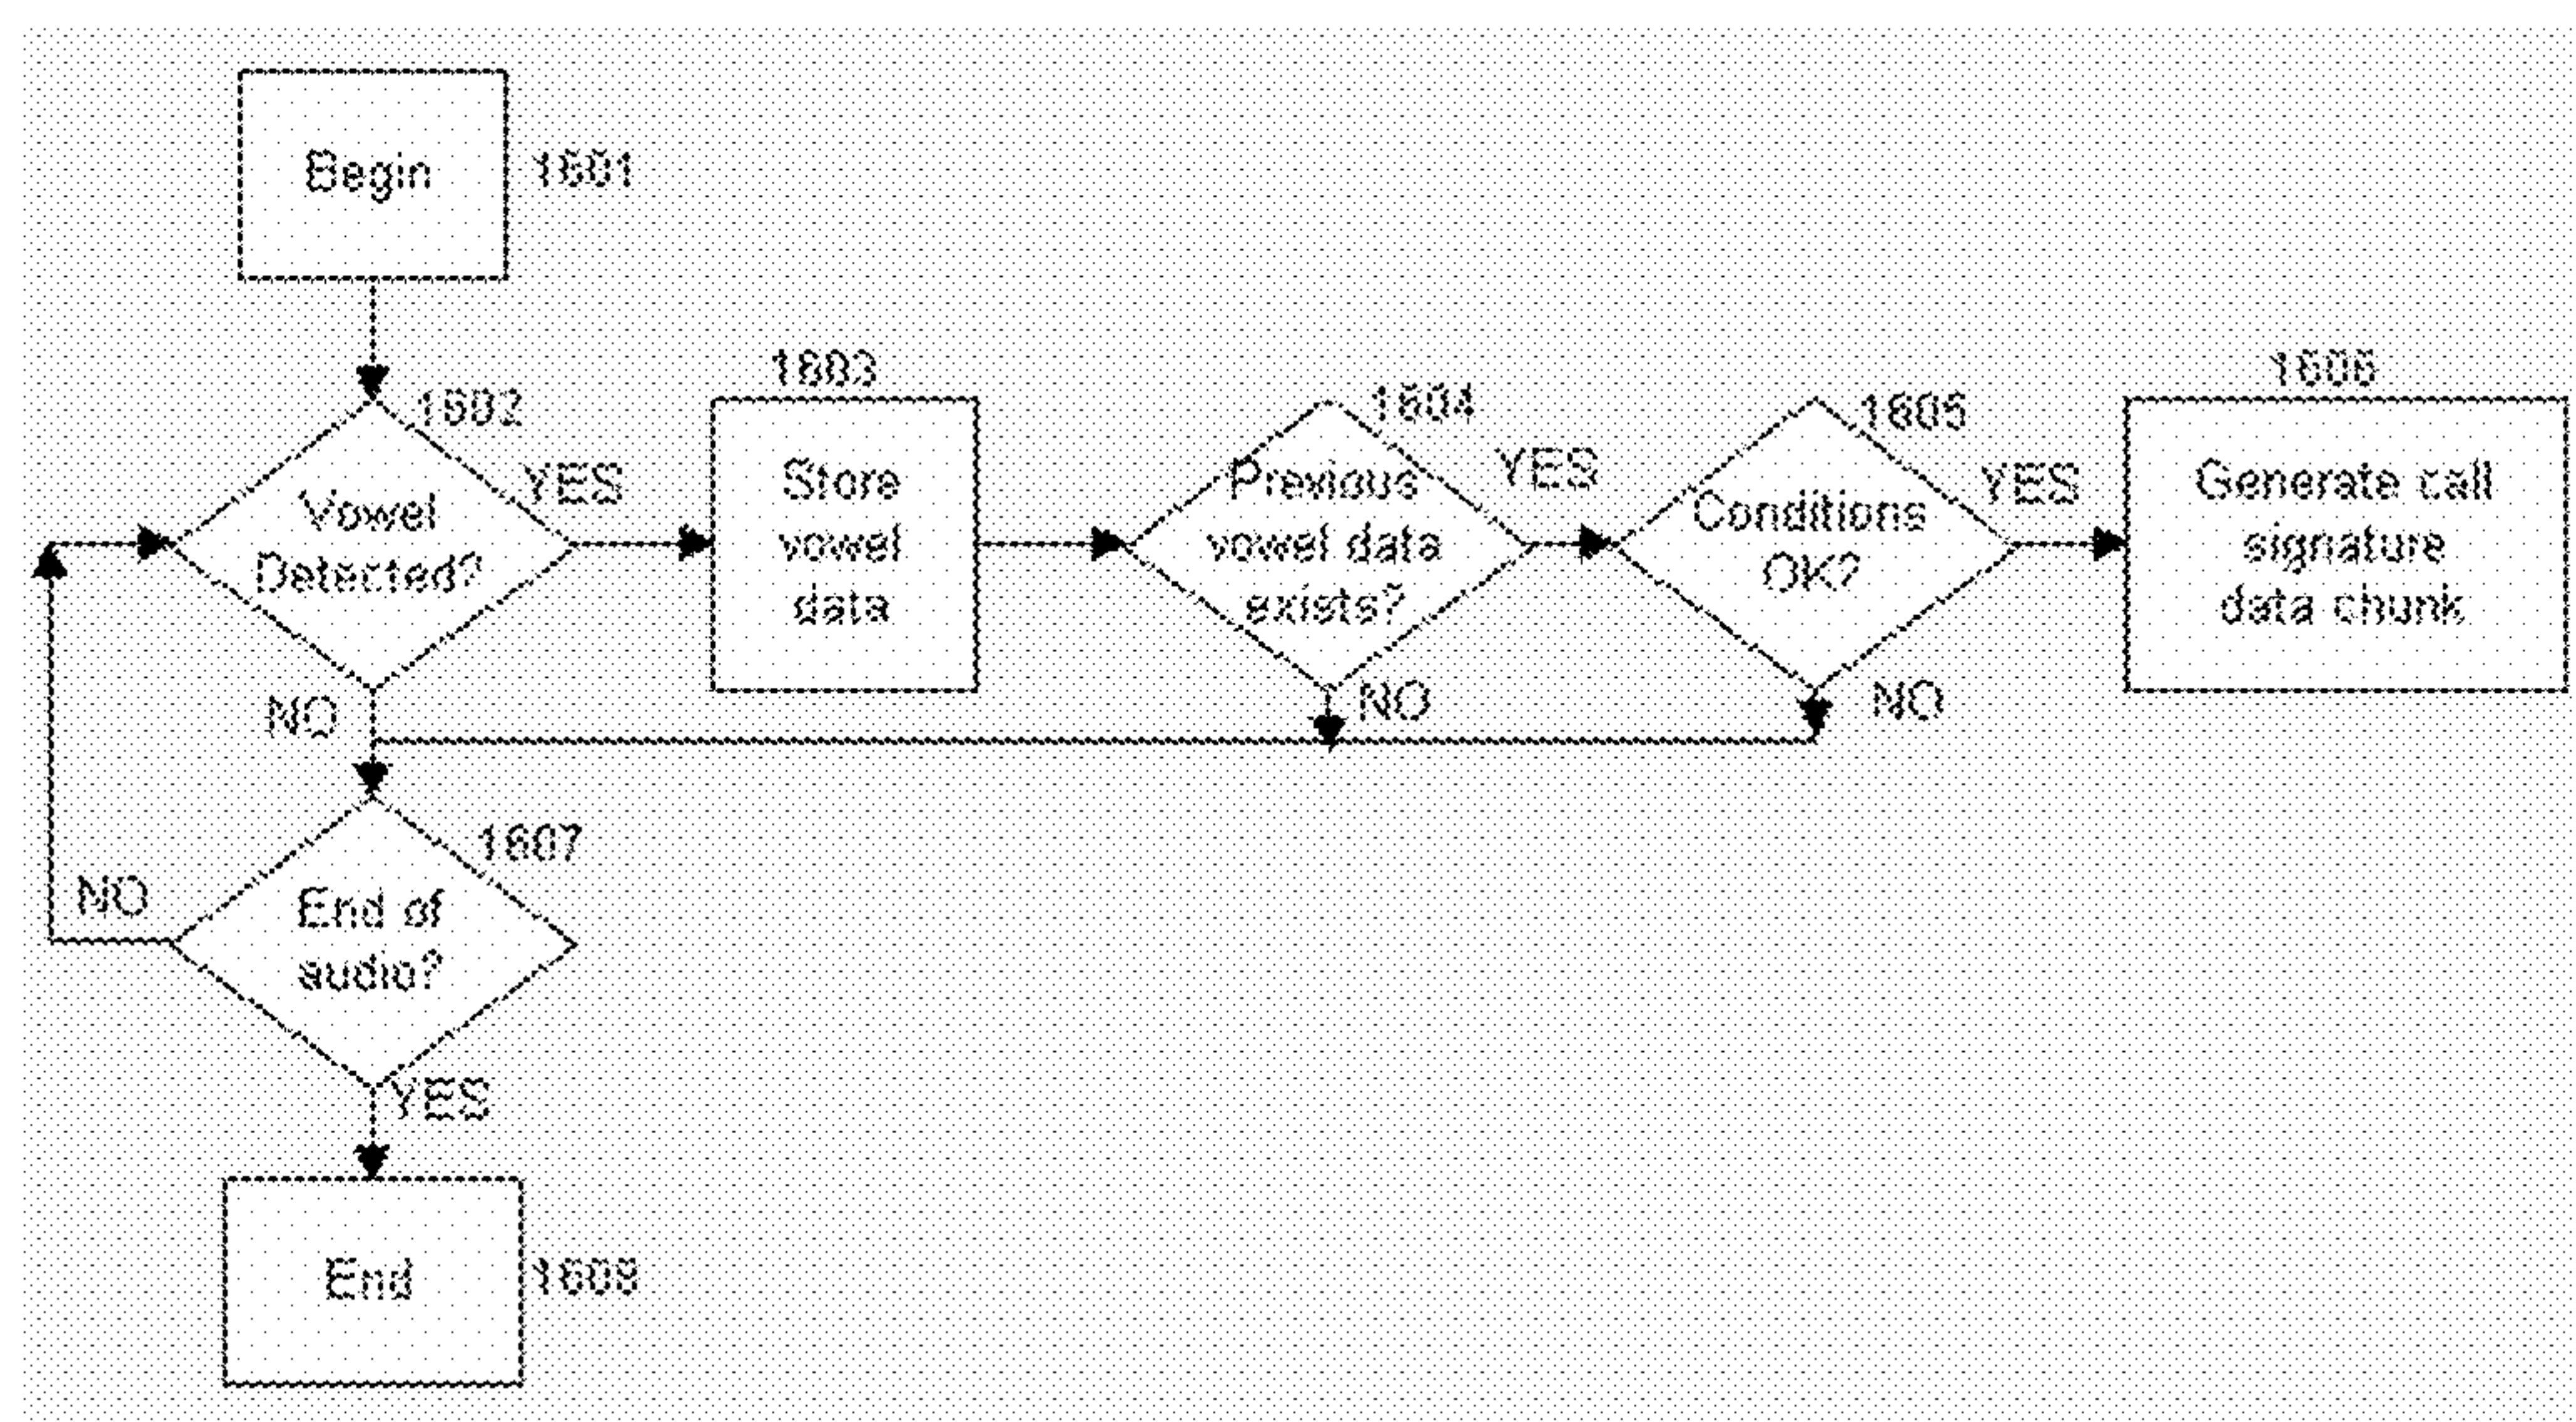 Begin
1601
1602
1603
1604
1605
1606
Vowel
Detected?
YES
Store
vowel
data
Previous
vowel data
exists?
YES
Conditions
OK?
YES
Generate call
signature
data chunk
NO
NO
NO
1607
NO
End of
audio?
YES
End
1608